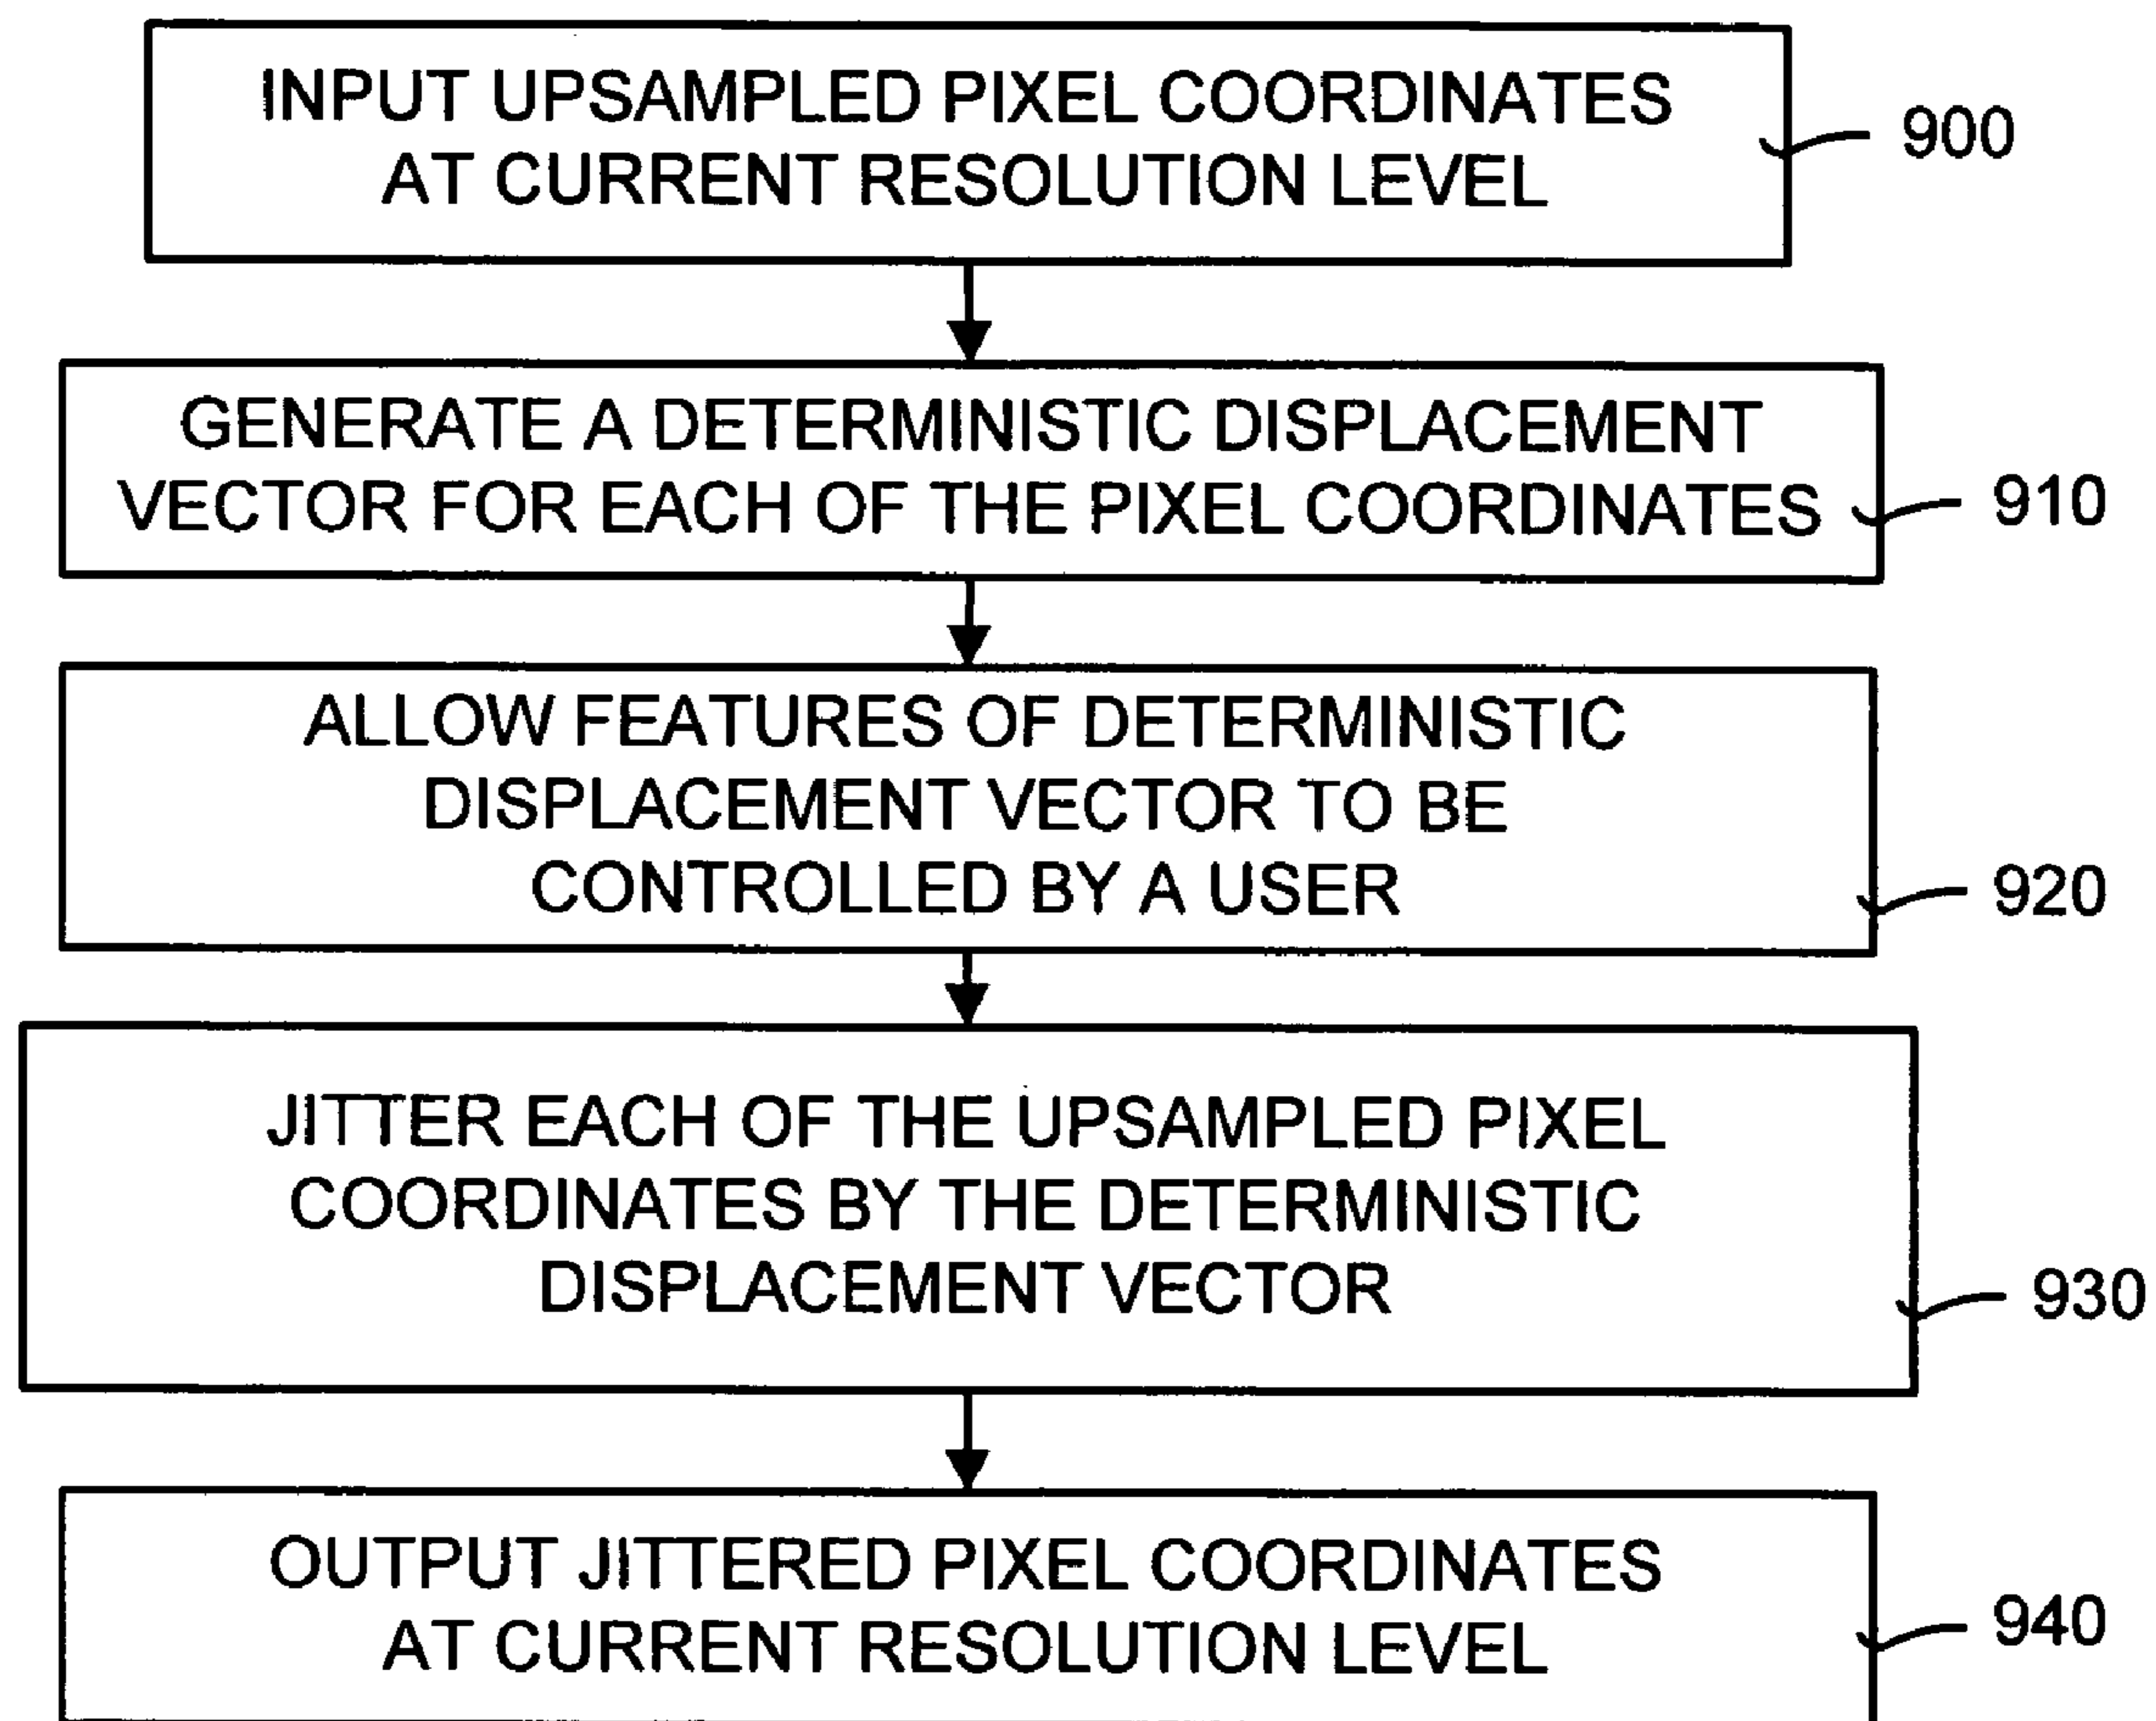 INPUT UPSAMPLED PIXEL COORDINATES
AT CURRENT RESOLUTION LEVEL
900
GENERATE A DETERMINISTIC DISPLACEMENT
VECTOR FOR EACH OF THE PIXEL COORDINATES
910
ALLOW FEATURES OF DETERMINISTIC
DISPLACEMENT VECTOR TO BE
CONTROLLED BY A USER
920
JITTER EACH OF THE UPSAMPLED PIXEL
COORDINATES BY THE DETERMINISTIC
DISPLACEMENT VECTOR
930
OUTPUT JITTERED PIXEL COORDINATES
AT CURRENT RESOLUTION LEVEL
940